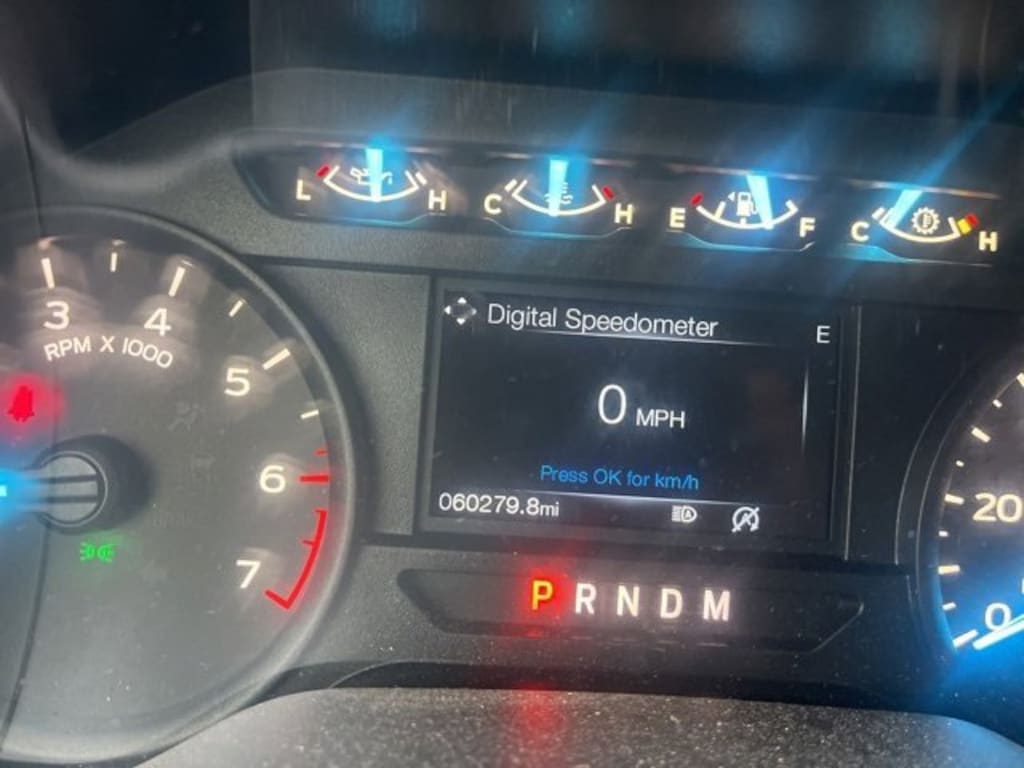 L H C H E F C H
Digital Speedometer E
3 4
RPM X 1000
5
0 MPH
6
Press OK for km/h
060279.8mi
20
7
P R N D M
0